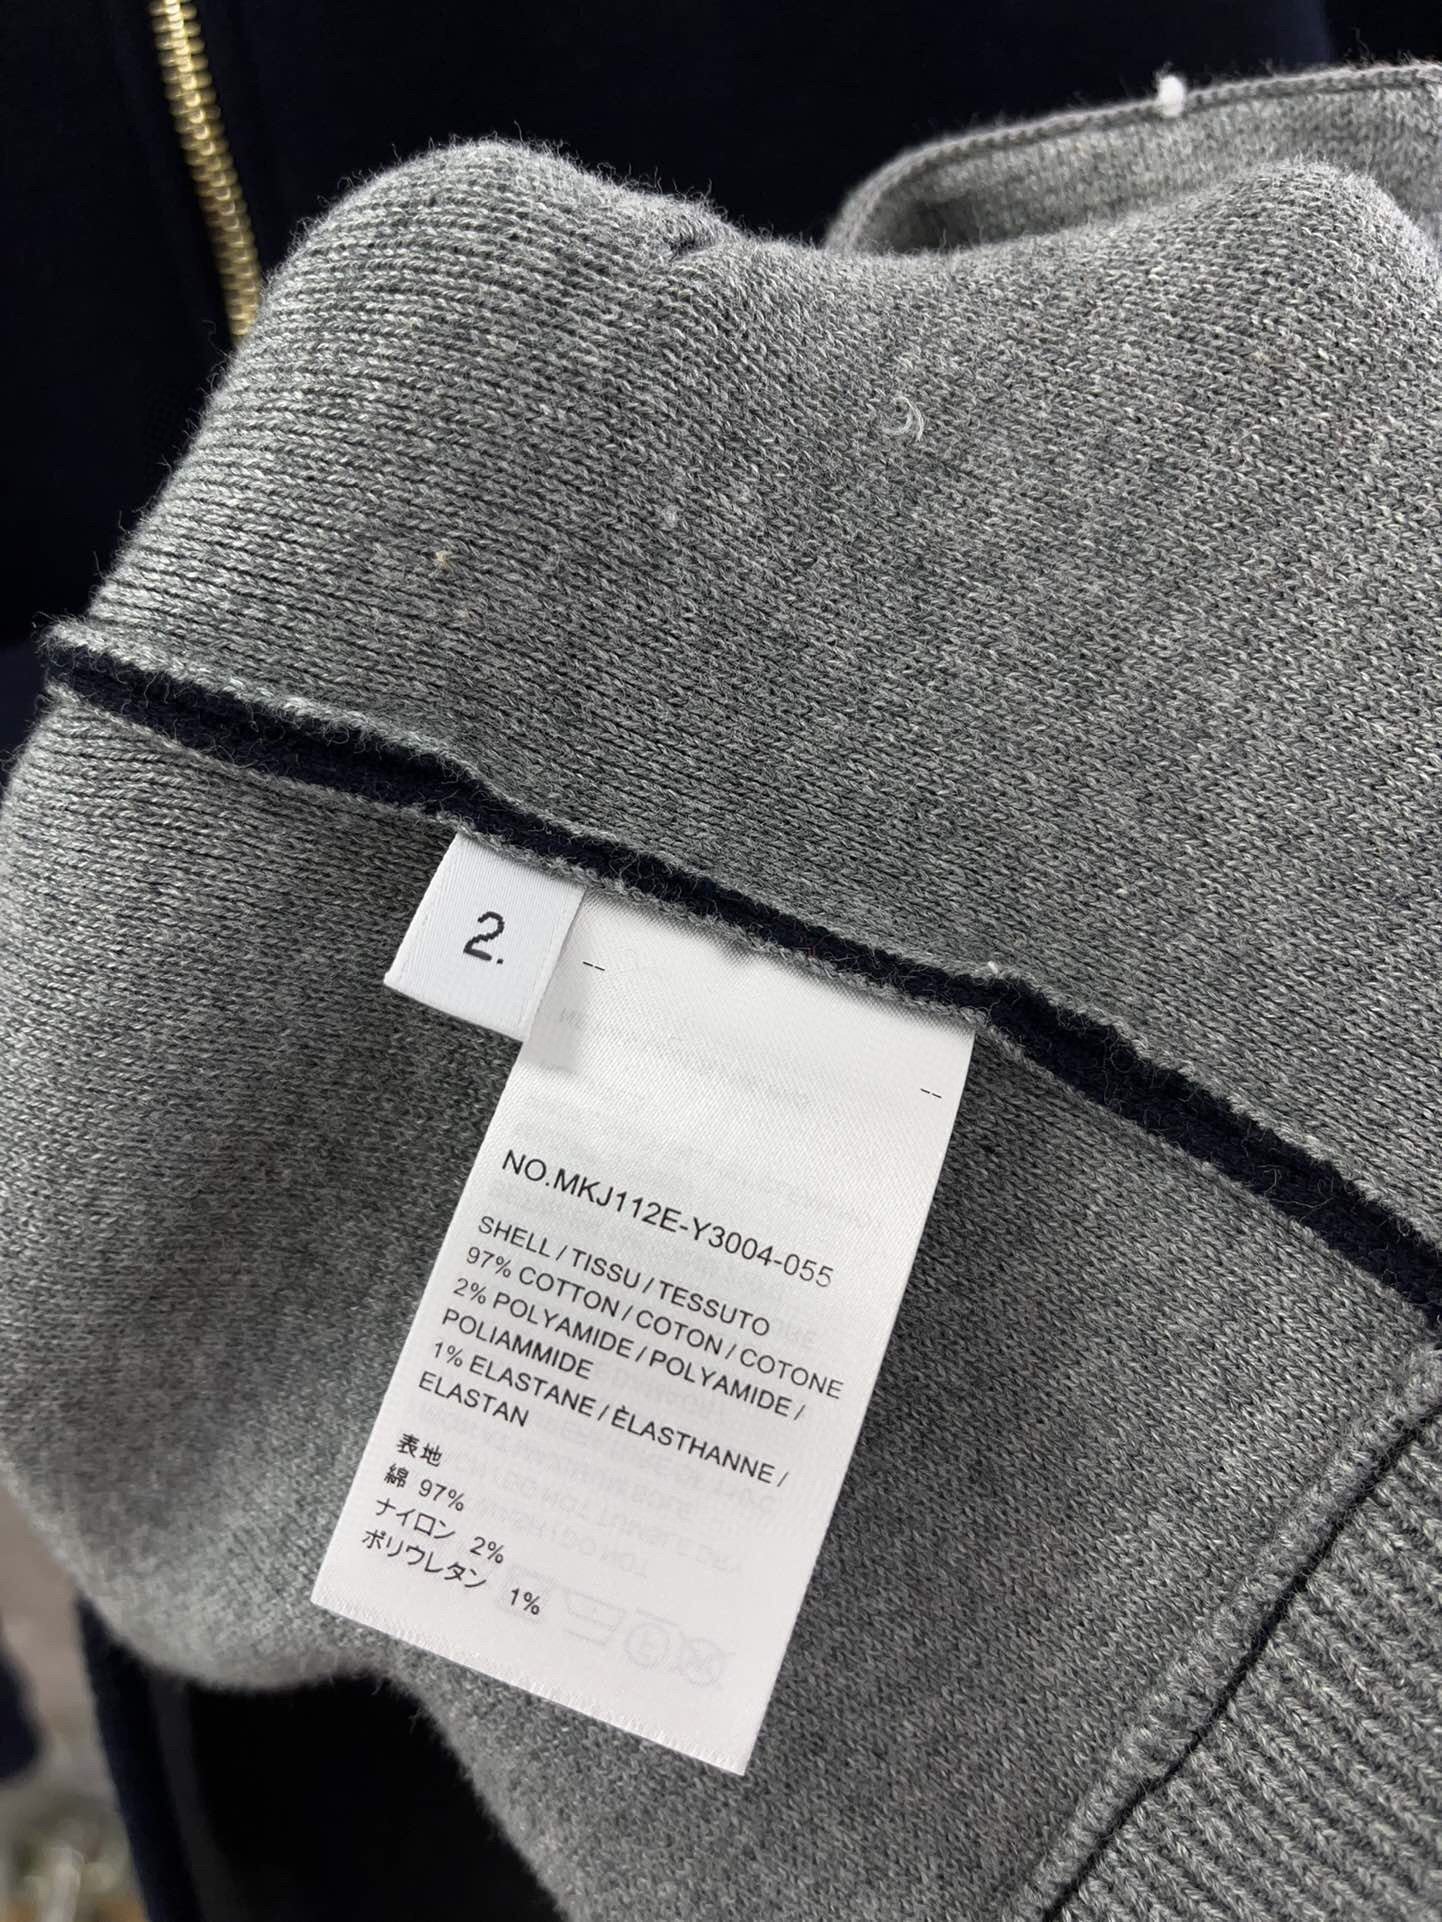 2.
--
--
NO.MKJ112E-Y3004-055
SHELL / TISSU / TESSUTO
97% COTTON / COTON / COTONE
2% POLYAMIDE / POLYAMIDE /
POLIAMMIDE
1% ELASTANE / ÉLASTHANNE /
ELASTAN
表地
綿 97%
ナイロン 2%
ポリウレタン 1%